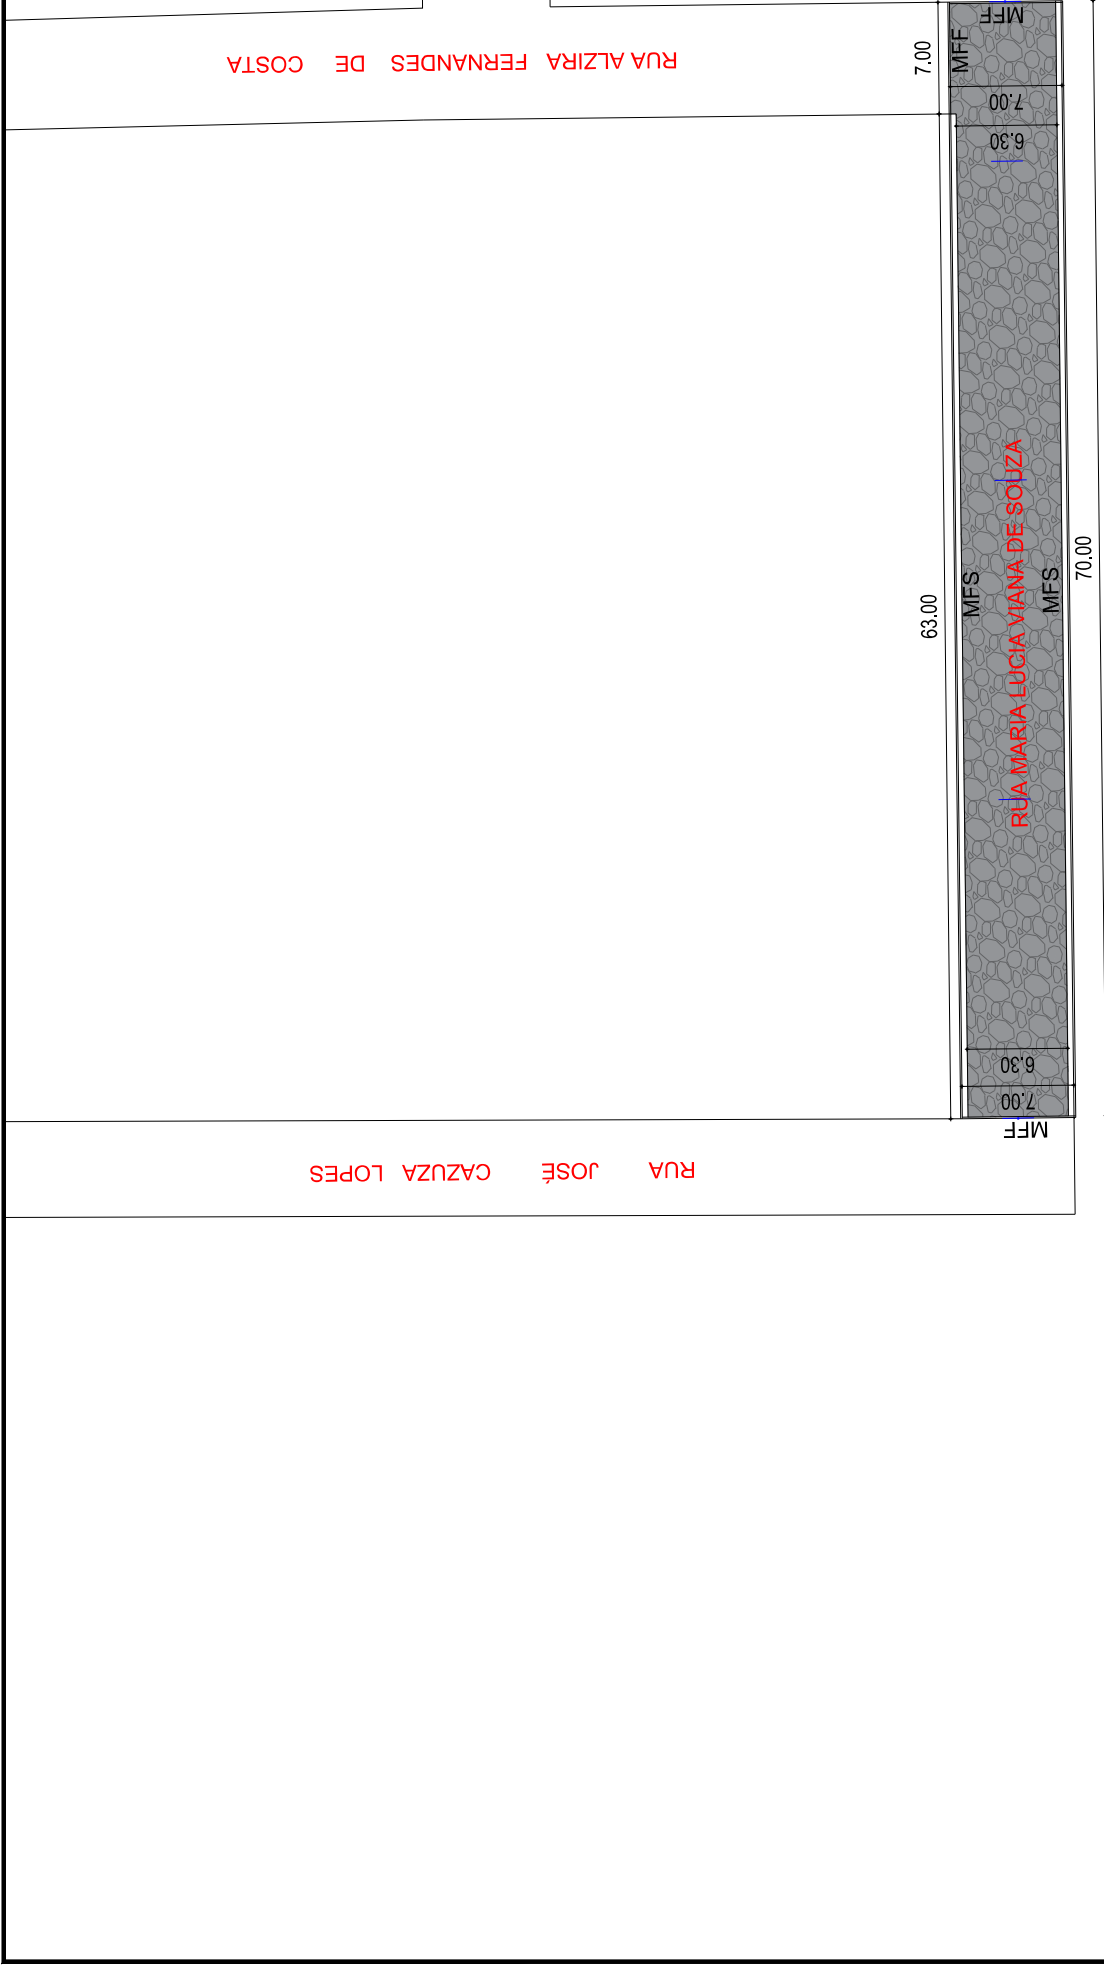 MFF
RUA ALZIRA FERNANDES DE COSTA
7.00
MFF
7.00
6.30
RUA MARIA LUCIA VIANA DE SOUZA
63.00
MFS
MFS
70.00
6.30
7.00
MFF
RUA JOSÉ CAZUZA LOPES